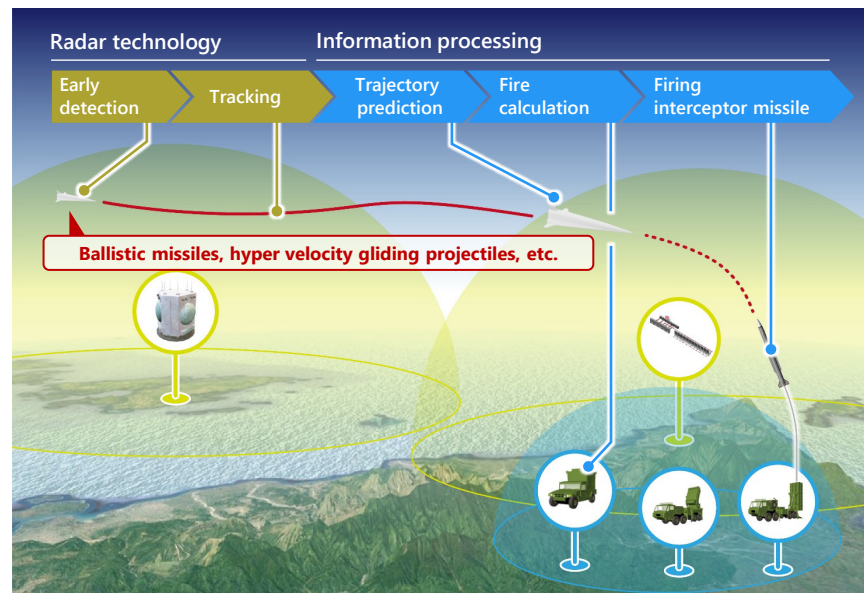 Radar technology
Information processing
Early
detection
Tracking
Trajectory
prediction
Fire
calculation
Firing
interceptor missile
Ballistic missiles, hyper velocity gliding projectiles, etc.